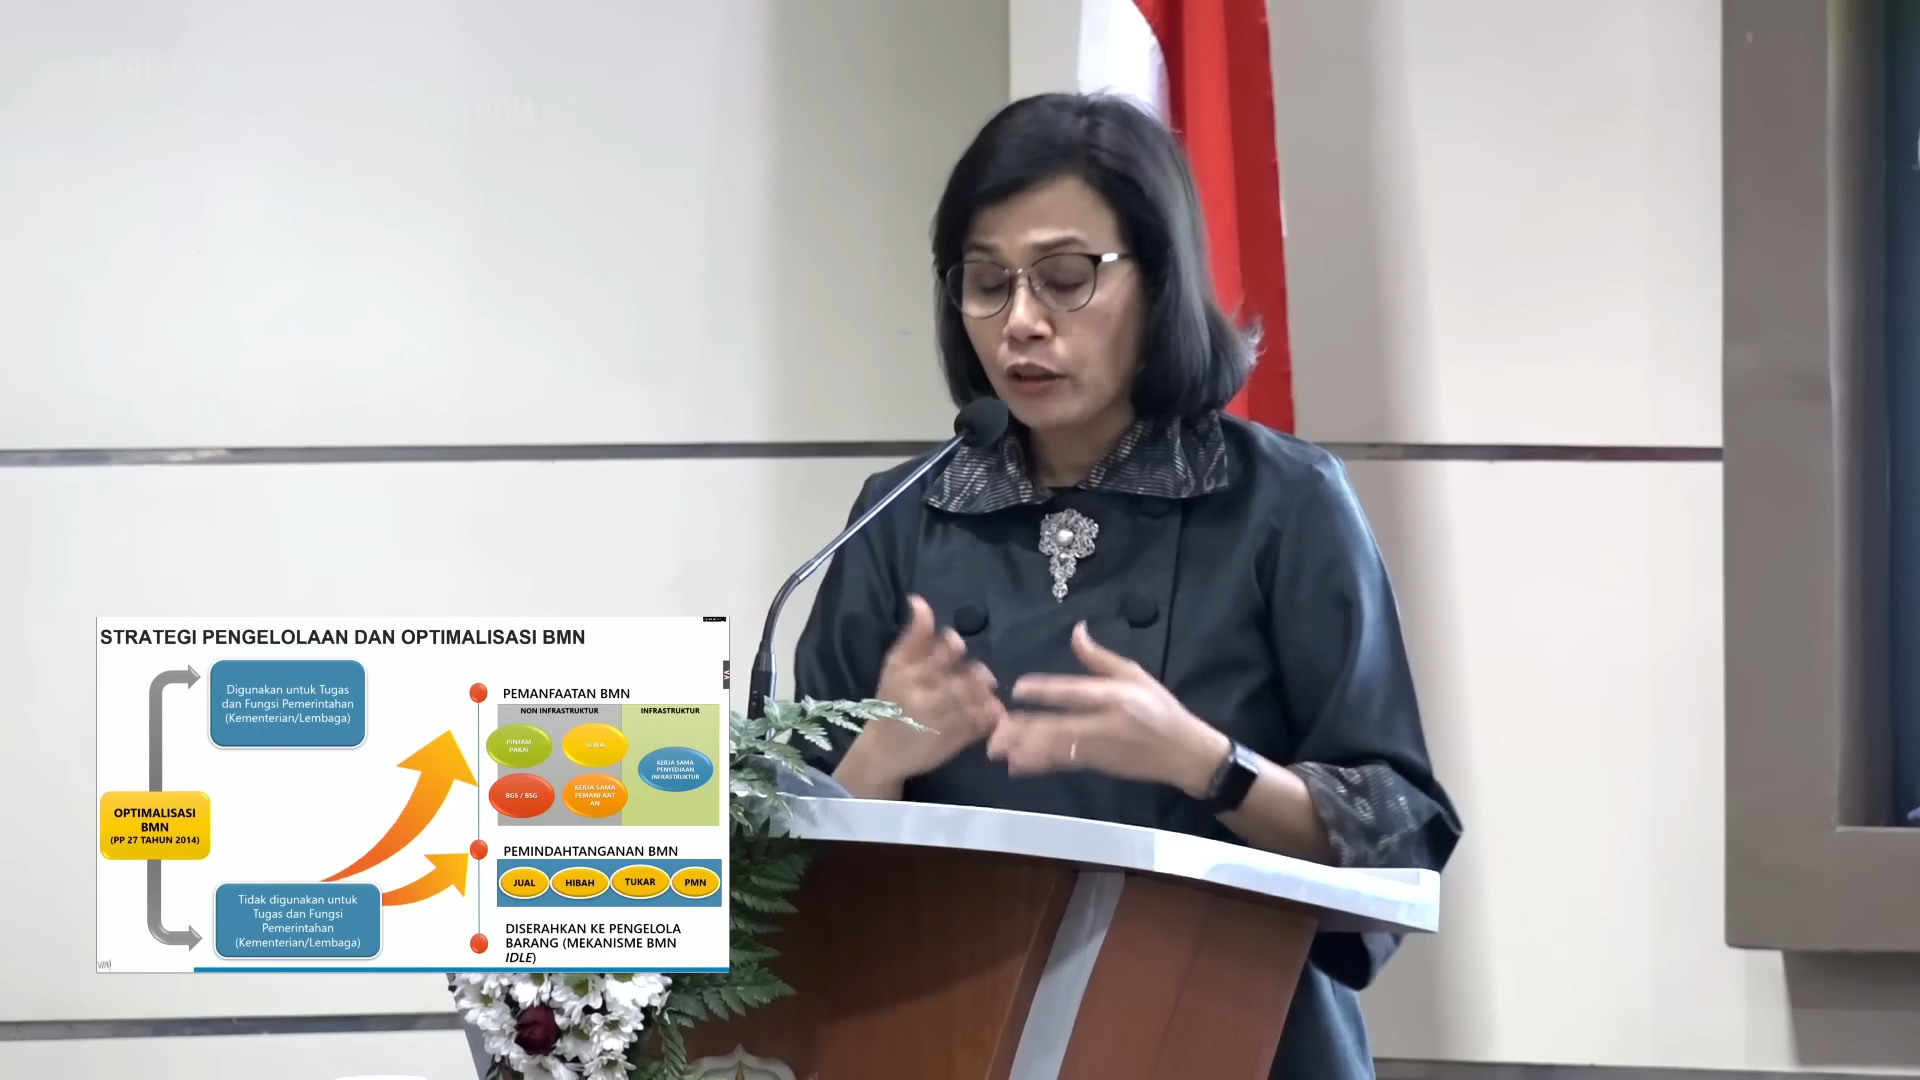 UGM
STRATEGI PENGELOLAAN DAN OPTIMALISASI BMN
Digunakan untuk Tugas
dan Fungsi Pemerintahan
(Kementerian/Lembaga)
OPTIMALISASI
BMN
(PP 27 TAHUN 2014)
Tidak digunakan untuk
Tugas dan Fungsi
Pemerintahan
(Kementerian/Lembaga)
PEMANFAATAN BMN
NON INFRASTRUKTUR
INFRASTRUKTUR
PINJAM
PAKAI
SEWA
BGS / BSG
KERJA SAMA
PEMANFAAT
AN
KERJA SAMA
PENYEDIAAN
INFRASTRUKTUR
PEMINDAHTANGANAN BMN
JUAL
HIBAH
TUKAR
PMN
DISERAHKAN KE PENGELOLA
BARANG (MEKANISME BMN
IDLE)